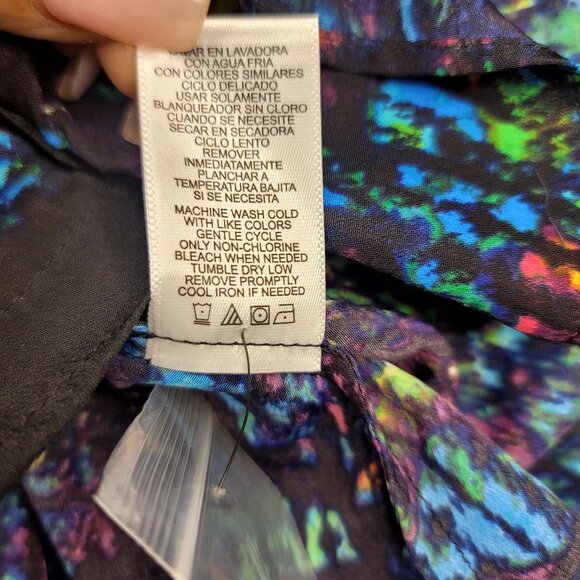 LAVAR EN LAVADORA
CON AGUA FRIA
CON COLORES SIMILARES
CICLO DELICADO
USAR SOLAMENTE
BLANQUEADOR SIN CLORO
CUANDO SE NECESITE
SECAR EN SECADORA
CICLO LENTO
REMOVER
INMEDIATAMENTE
PLANCHAR A
TEMPERATURA BAJITA
SI SE NECESITA
MACHINE WASH COLD
WITH LIKE COLORS
GENTLE CYCLE
ONLY NON-CHLORINE
BLEACH WHEN NEEDED
TUMBLE DRY LOW
REMOVE PROMPTLY
COOL IRON IF NEEDED